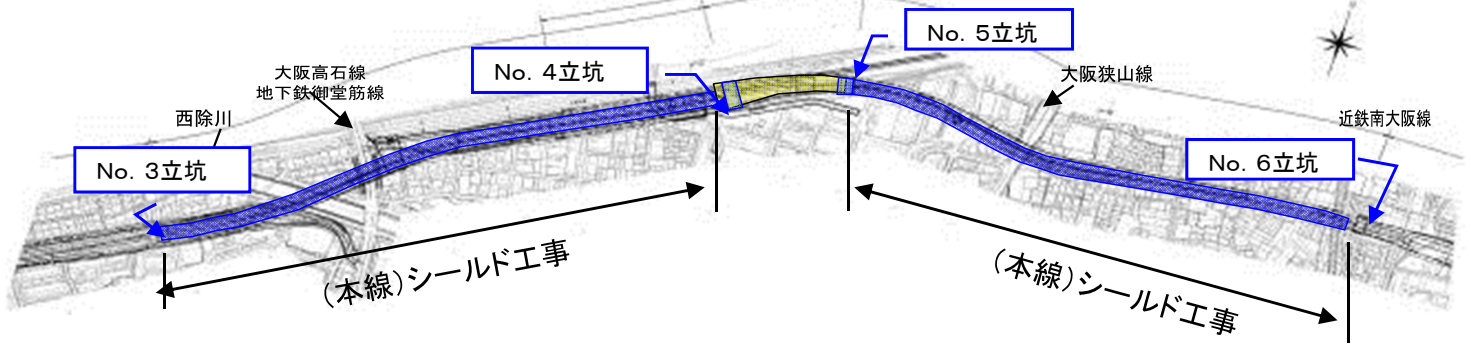 No. 5立坑
No. 4立坑
大阪高石線
地下鉄御堂筋線
大阪狭山線
西除川
近鉄南大阪線
No. 3立坑
No. 6立坑
(本線)シールド工事
(本線)シールド工事